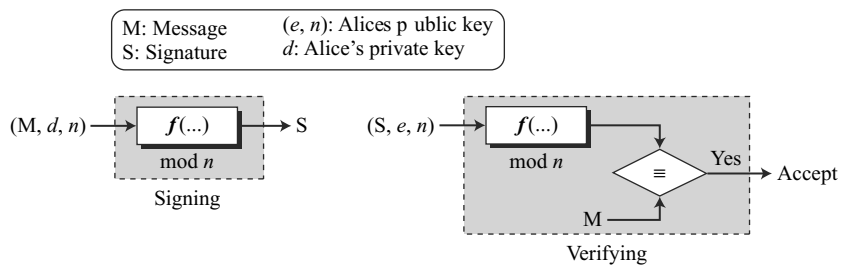 M: Message (e, n): Alices p ublic key
S: Signature d: Alice’s private key
(M, d, n) f(...) S
mod n
Signing
(S, e, n) f(...)
mod n
≡
Yes
Accept
M
Verifying